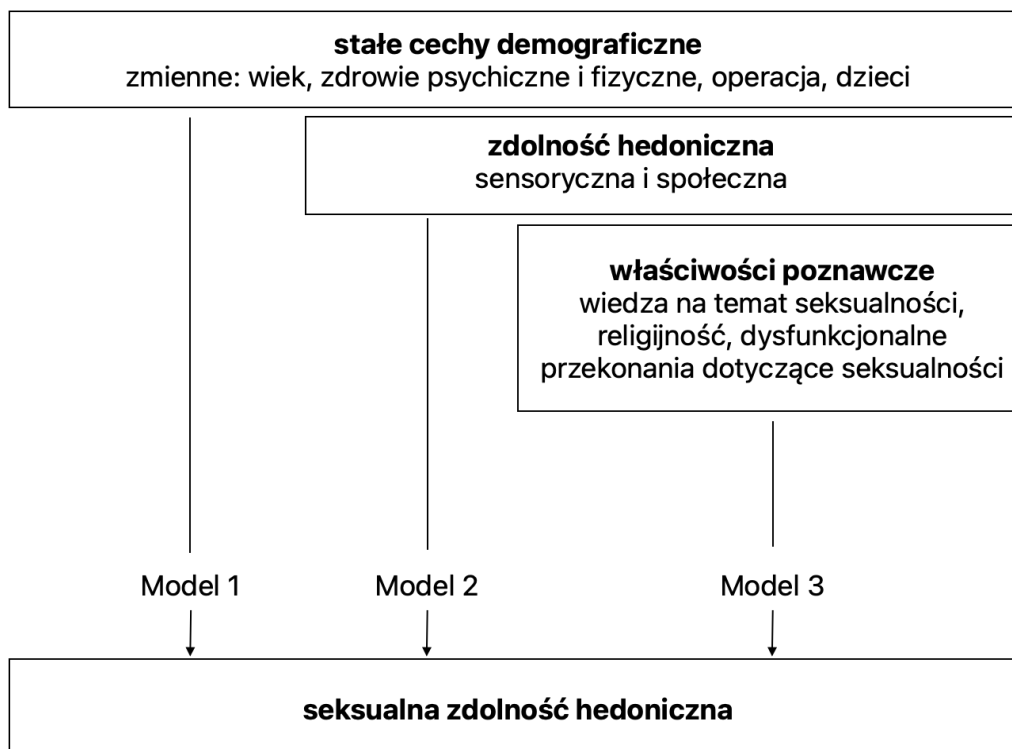 stałe cechy demograficzne
zmienne: wiek, zdrowie psychiczne i fizyczne, operacja, dzieci
zdolność hedoniczna
sensoryczna i społeczna
właściwości poznawcze
wiedza na temat seksualności,
religijność, dysfunkcjonalne
przekonania dotyczące seksualności
Model 1
Model 2
Model 3
seksualna zdolność hedoniczna